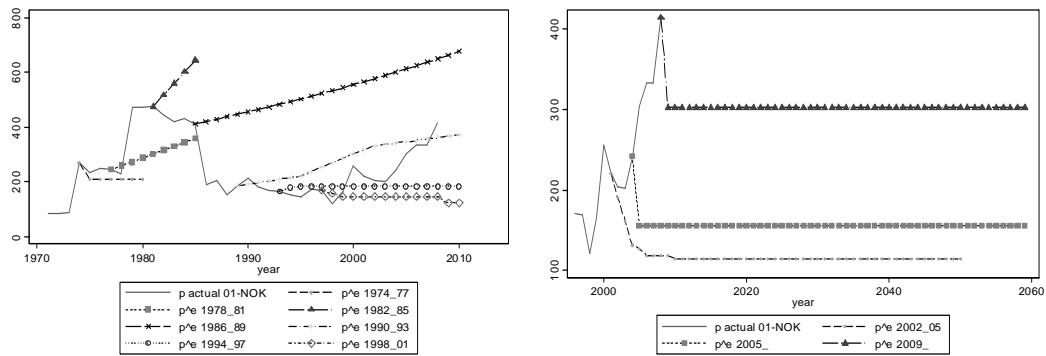 800
600
400
200
0
1970
1980
1990
2000
2010
year
p actual 01-NOK
p^e 1974_77
p^e 1978_81
p^e 1982_85
p^e 1986_89
p^e 1990_93
p^e 1994_97
p^e 1998_01
400
300
200
100
2000
2020
2040
2060
year
p actual 01-NOK
p^e 2002_05
p^e 2005_
p^e 2009_